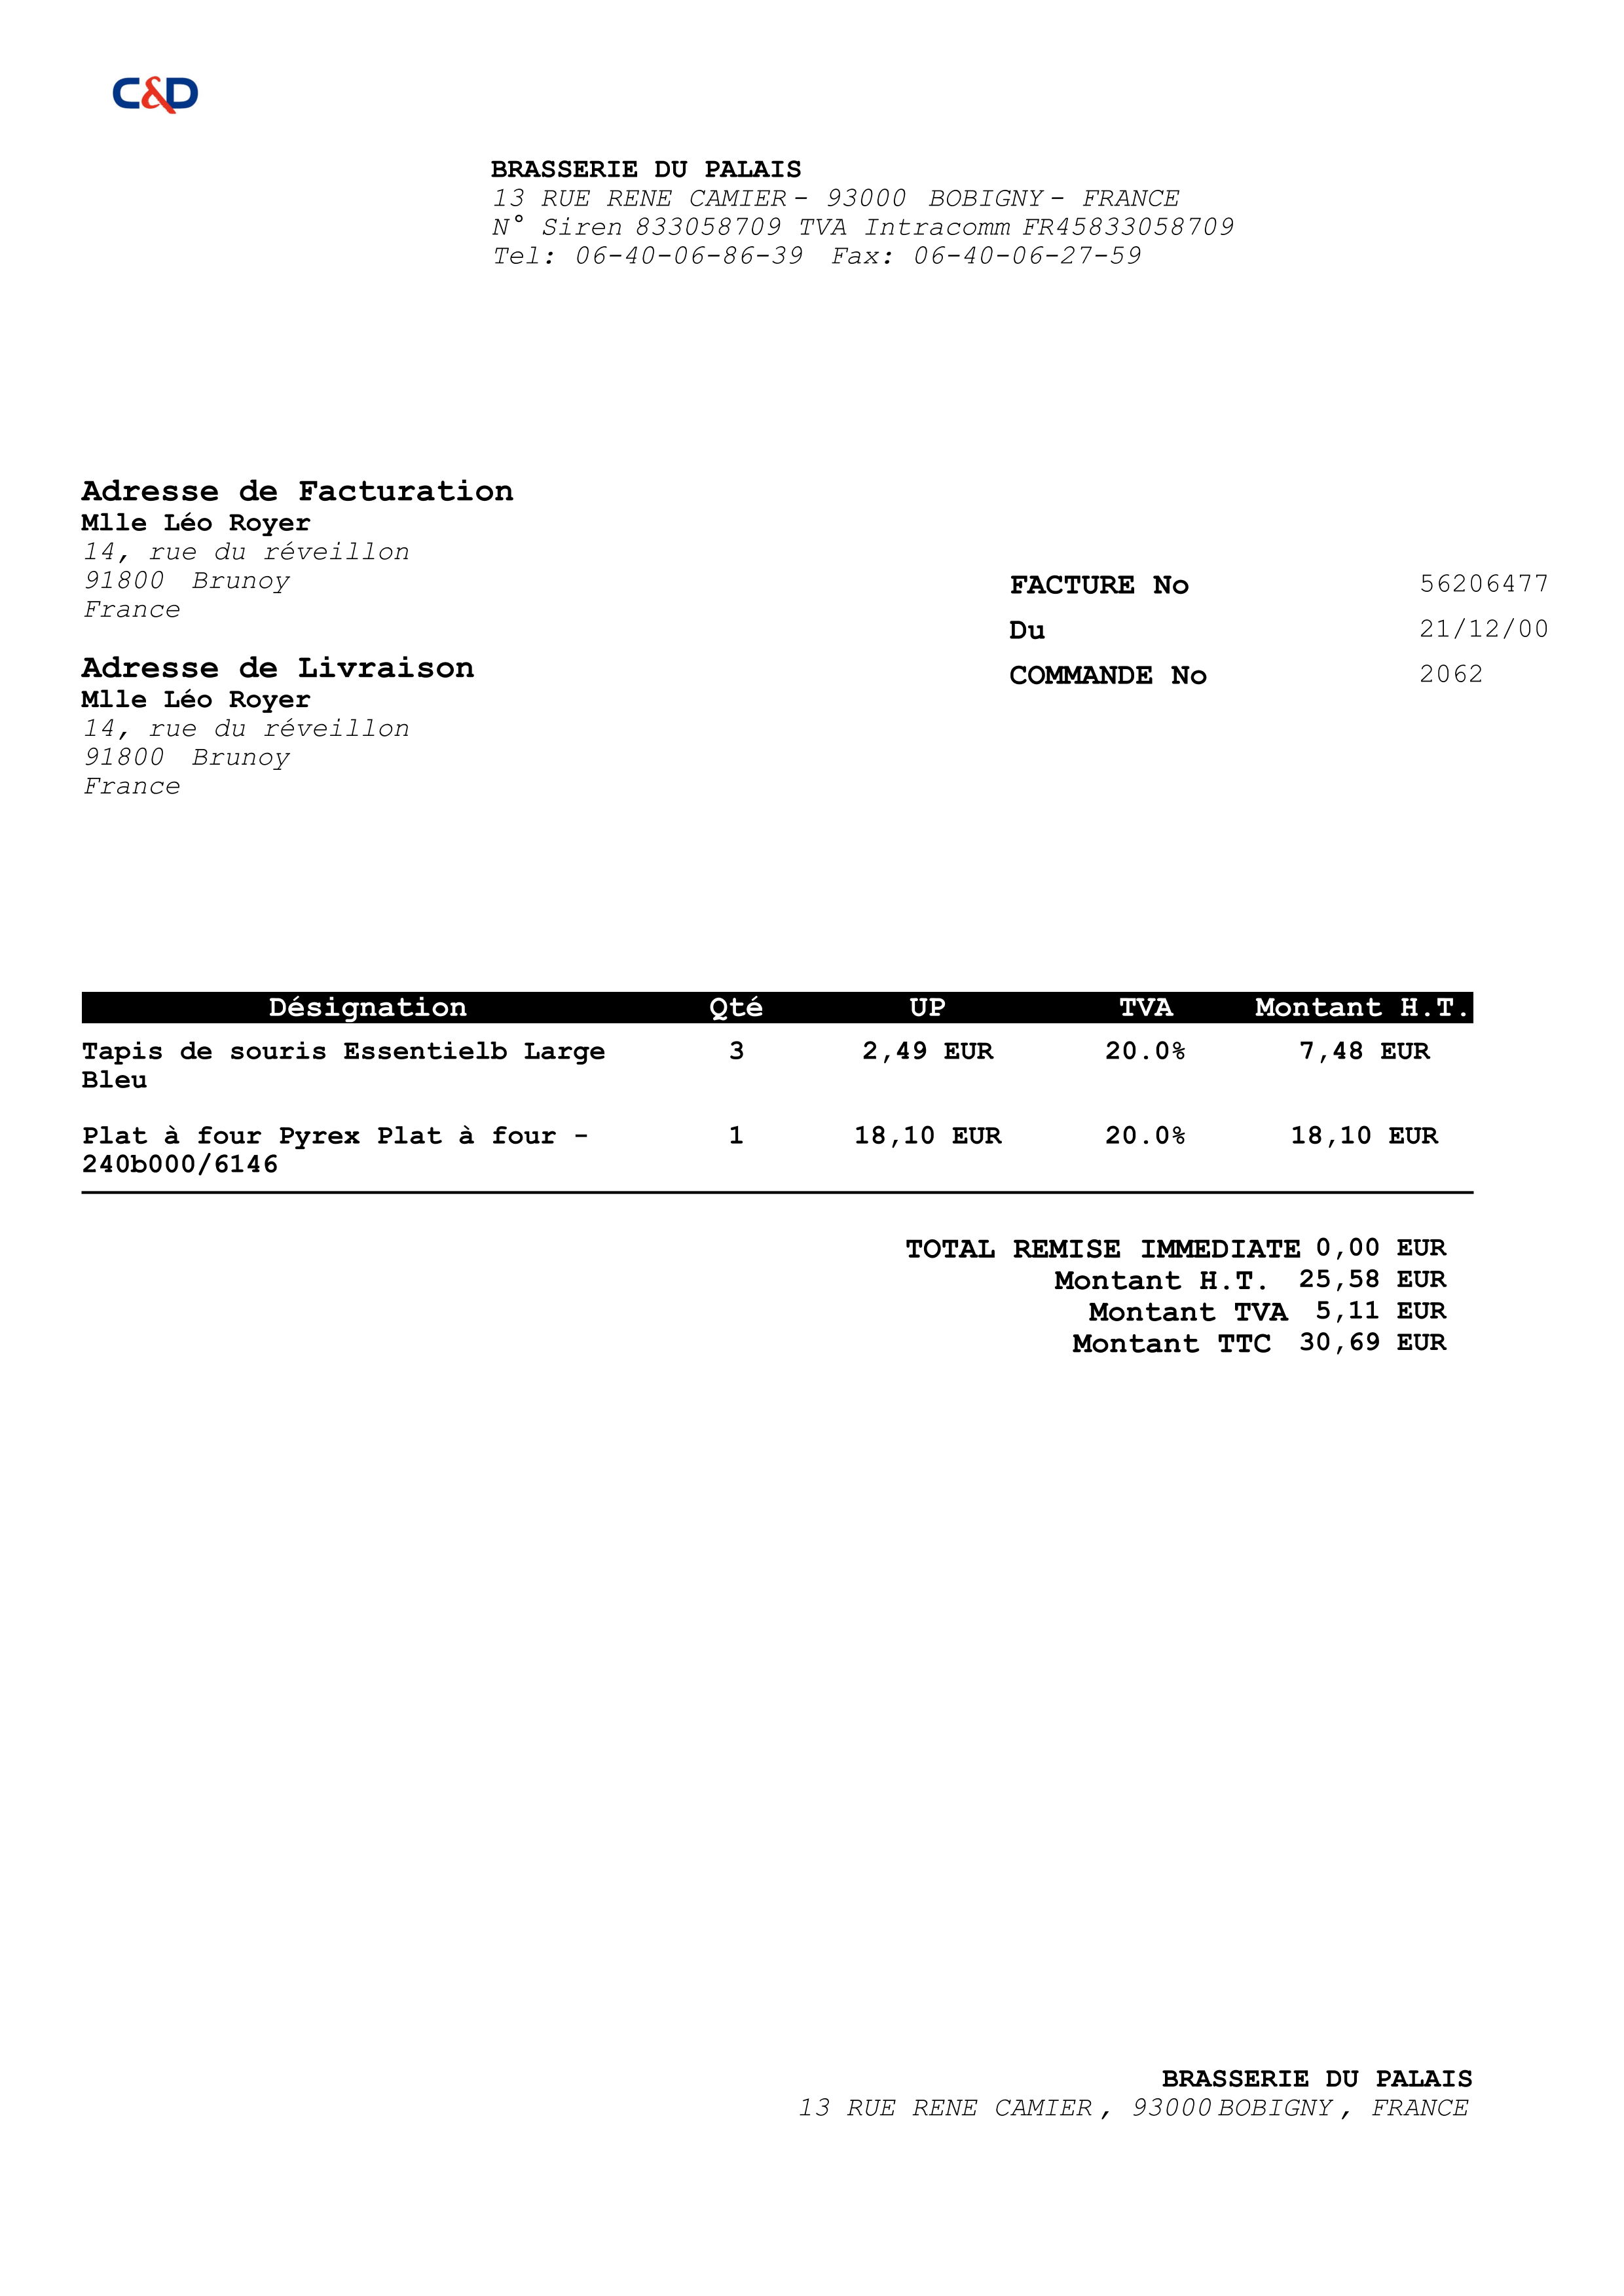 C&D
BRASSERIE DU PALAIS
13 RUE RENE CAMIER - 93000 BOBIGNY - FRANCE
N° Siren 833058709 TVA Intracomm FR45833058709
Tel: 06-40-06-86-39 Fax: 06-40-06-27-59
Adresse de Facturation
Mlle Léo Royer
14, rue du réveillon
91800 Brunoy
France
FACTURE No 56206477
Du 21/12/00
COMMANDE No 2062
Adresse de Livraison
Mlle Léo Royer
14, rue du réveillon
91800 Brunoy
France
Désignation Qté UP TVA Montant H.T.
Tapis de souris Essentielb Large 3 2,49 EUR 20.0% 7,48 EUR
Bleu
Plat à four Pyrex Plat à four - 1 18,10 EUR 20.0% 18,10 EUR
240b000/6146
TOTAL REMISE IMMEDIATE 0,00 EUR
Montant H.T. 25,58 EUR
Montant TVA 5,11 EUR
Montant TTC 30,69 EUR
BRASSERIE DU PALAIS
13 RUE RENE CAMIER , 93000 BOBIGNY , FRANCE